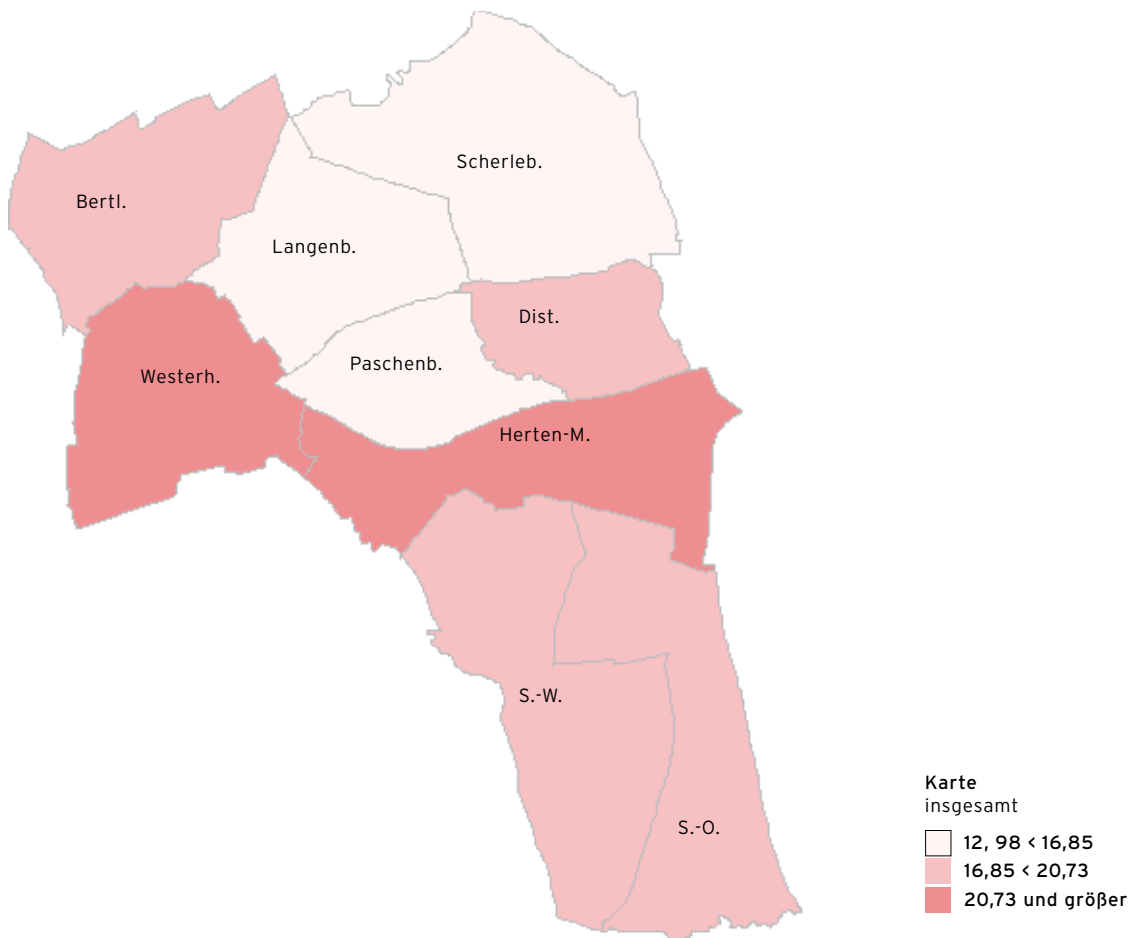 Scherleb.
Bertl.
Langenb.
Dist.
Paschenb.
Westerh.
Herten-M.
S.-W.
S.-O.
Karte
insgesamt
12, 98 < 16,85
16,85 < 20,73
20,73 und größer